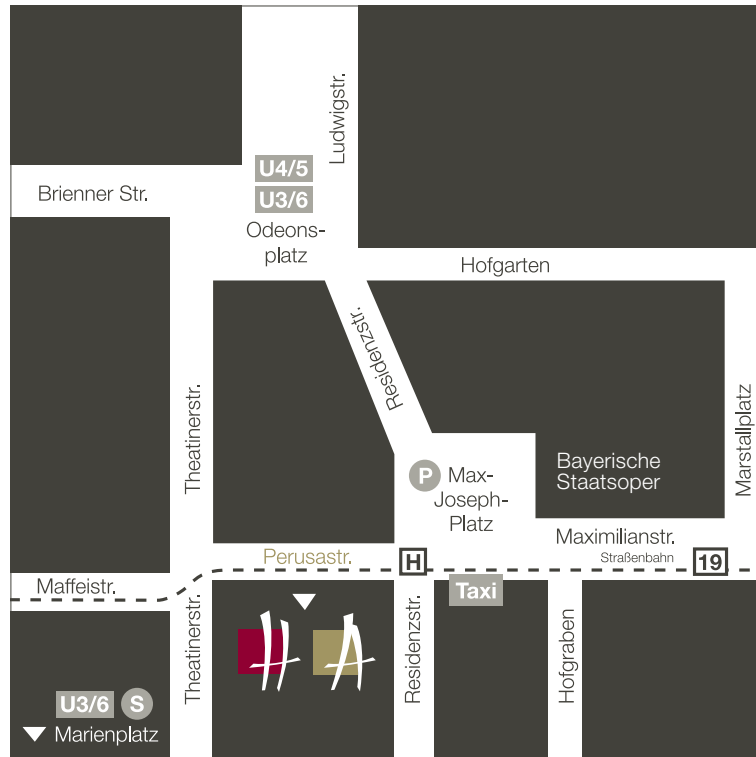 Ludwigstr.
U4/5
U3/6
Brienner Str.
Odeons-
platz
Hofgarten
Residenzstr.
Theatinerstr.
Marstallplatz
Bayerische
Staatsoper
P
Max-
Joseph-
Platz
Maximilianstr.
Perusastr.
H
Straßenbahn
19
Maffeistr.
Taxi
Theatinerstr.
Residenzstr.
Hofgraben
U3/6
S
Marienplatz